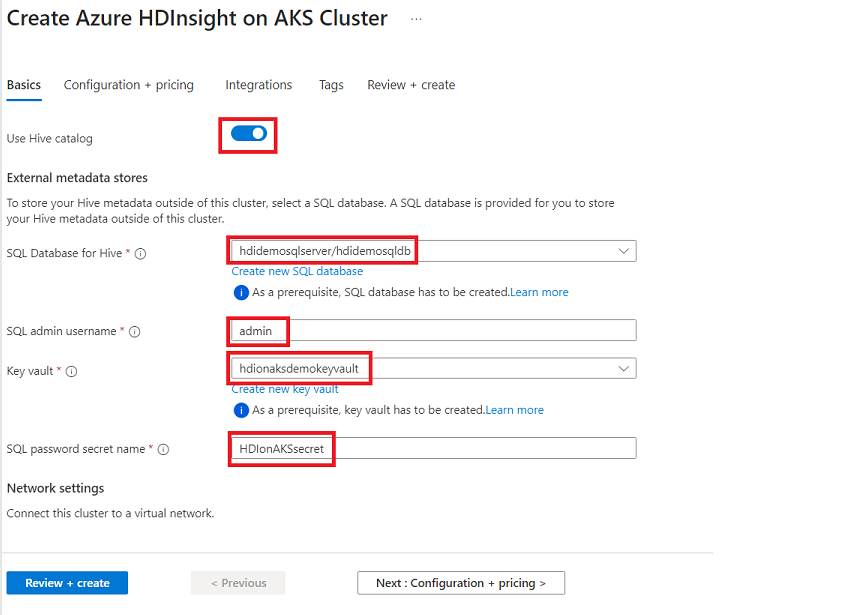 Create Azure HDInsight on AKS Cluster ...
Basics Configuration + pricing Integrations Tags Review + create
Use Hive catalog
External metadata stores
To store your Hive metadata outside of this cluster, select a SQL database. A SQL database is provided for you to store
your Hive metadata outside of this cluster.
SQL Database for Hive * hdidemosqlserver/hdidemosqldb
Create new SQL database
As a prerequisite, SQL database has to be created.Learn more
SQL admin username * admin
Key vault * hdionaksdemokeyvault
Create new key vault
As a prerequisite, key vault has to be created.Learn more
SQL password secret name * HDIonAKSsecret
Network settings
Connect this cluster to a virtual network.
Review + create < Previous Next : Configuration + pricing >